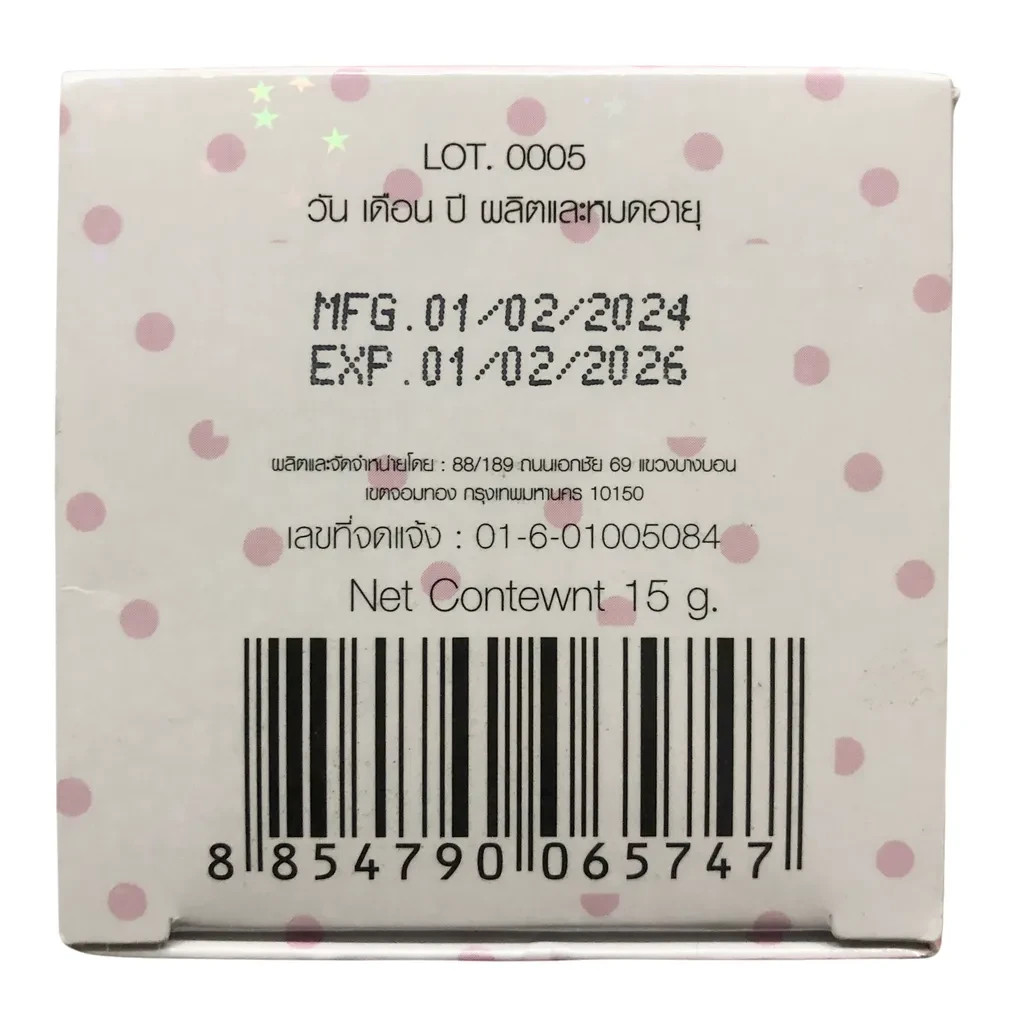 LOT. 0005
วัน เดือน ปี ผลิตและหมดอายุ
MFG.01/02/2024
EXP.01/02/2026
ผลิตและจัดจำหน่ายโดย : 88/189 ถนนเอกชัย 69 แขวงบางบอน
เขตจอมทอง กรุงเทพมหานคร 10150
เลขที่จดแจ้ง : 01-6-01005084
Net Contewnt 15 g.
8 854790 065747